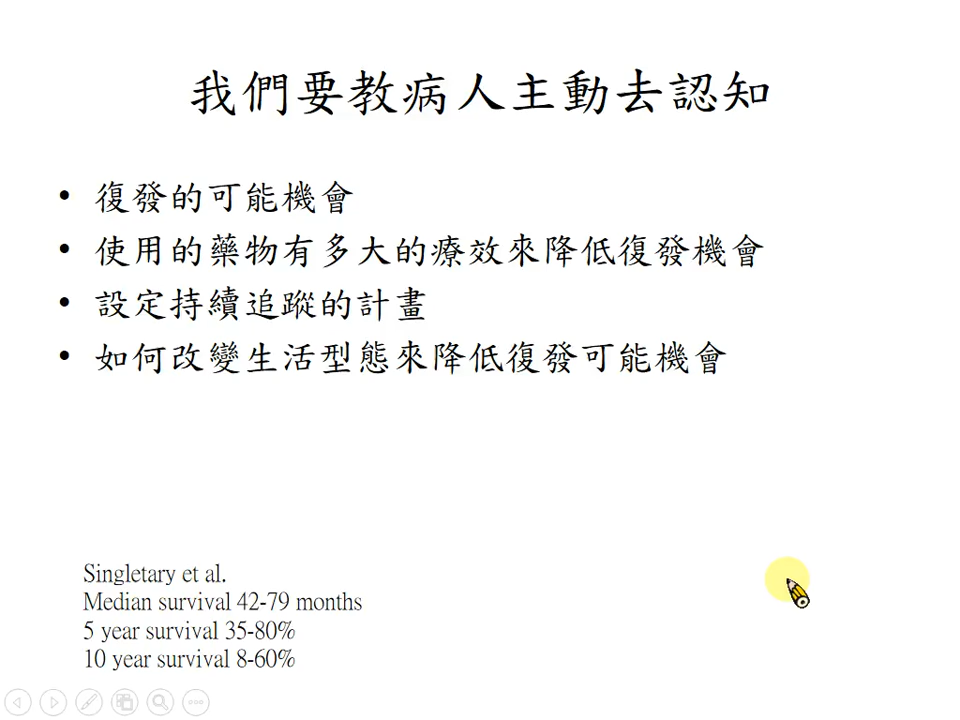 我們要教病人主動去認知
• 復發的可能機會
• 使用的藥物有多大的療效來降低復發機會
• 設定持續追蹤的計畫
• 如何改變生活型態來降低復發可能機會
Singletary et al.
Median survival 42-79 months
5 year survival 35-80%
10 year survival 8-60%